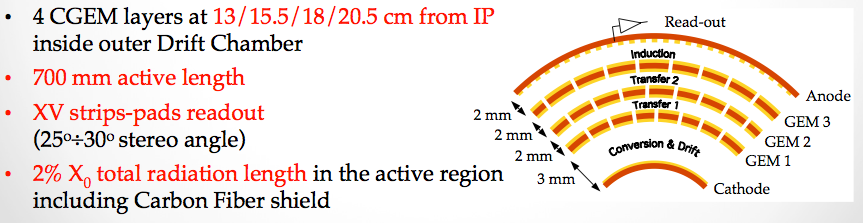 • 4 CGEM layers at 13/15.5/18/20.5 cm from IP
inside outer Drift Chamber
• 700 mm active length
• XV strips-pads readout
(25º÷30º stereo angle)
• 2% X₀ total radiation length in the active region
including Carbon Fiber shield
Read-out
Induction
Transfer 2
Transfer 1
Conversion & Drift
Anode
GEM 3
GEM 2
GEM 1
Cathode
2 mm
2 mm
2 mm
3 mm